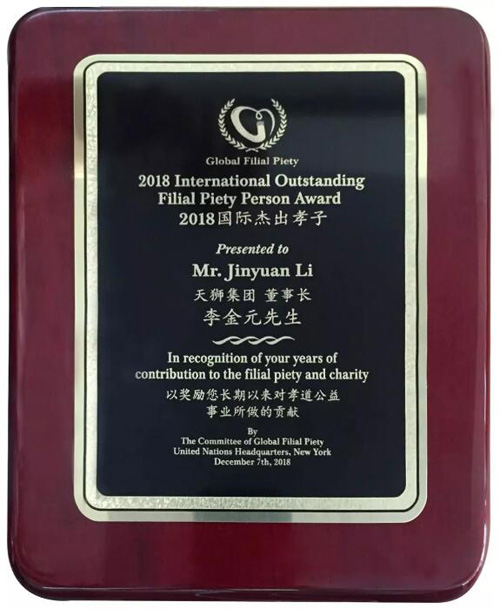 Global Filial Piety
2018 International Outstanding
Filial Piety Person Award
2018国际杰出孝子
Presented to
Mr. Jinyuan Li
天狮集团 董事长
李金元先生
In recognition of your years of
contribution to the filial piety and charity
以奖励您长期以来对孝道公益
事业所做的贡献
By
The Committee of Global Filial Piety
United Nations Headquarters, New York
December 7th, 2018